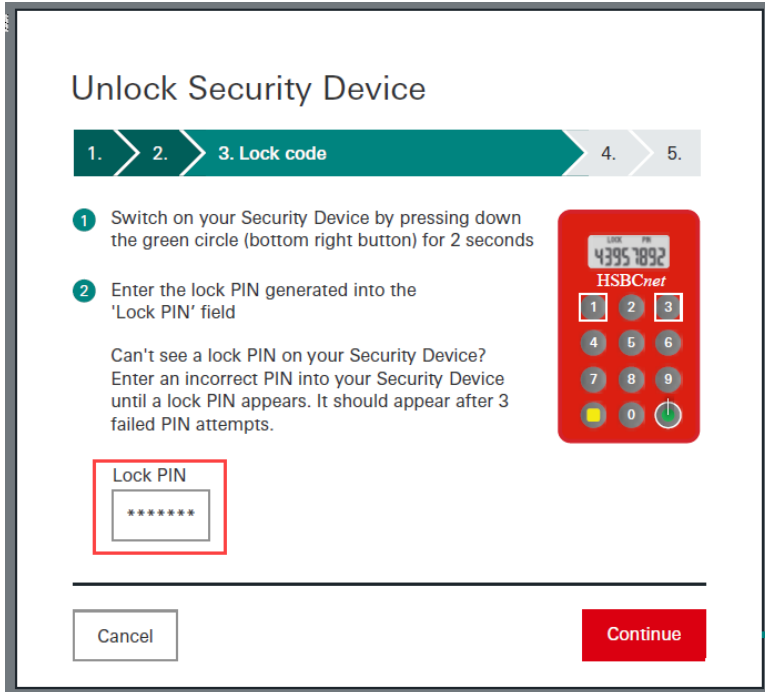 Unlock Security Device
1. 2. 3. Lock code 4. 5.
1 Switch on your Security Device by pressing down
the green circle (bottom right button) for 2 seconds
2 Enter the lock PIN generated into the
'Lock PIN' field
Can't see a lock PIN on your Security Device?
Enter an incorrect PIN into your Security Device
until a lock PIN appears. It should appear after 3
failed PIN attempts.
LOCK PIN
43957892
HSBCnet
1 2 3
4 5 6
7 8 9
0
Lock PIN
*******
Cancel
Continue